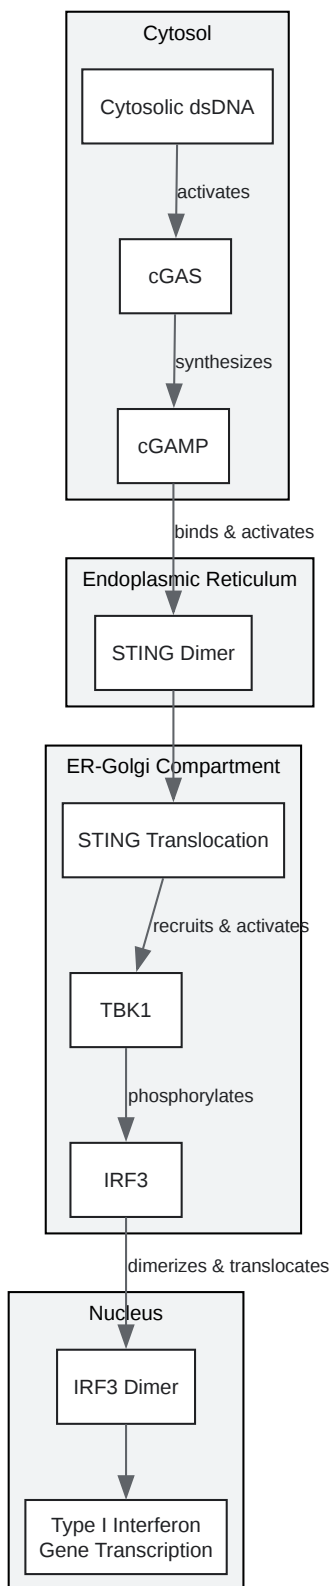 Cytosol
Cytosolic dsDNA
activates
cGAS
synthesizes
cGAMP
binds & activates
Endoplasmic Reticulum
STING Dimer
ER-Golgi Compartment
STING Translocation
recruits & activates
TBK1
phosphorylates
IRF3
dimerizes & translocates
Nucleus
IRF3 Dimer
Type I Interferon
Gene Transcription